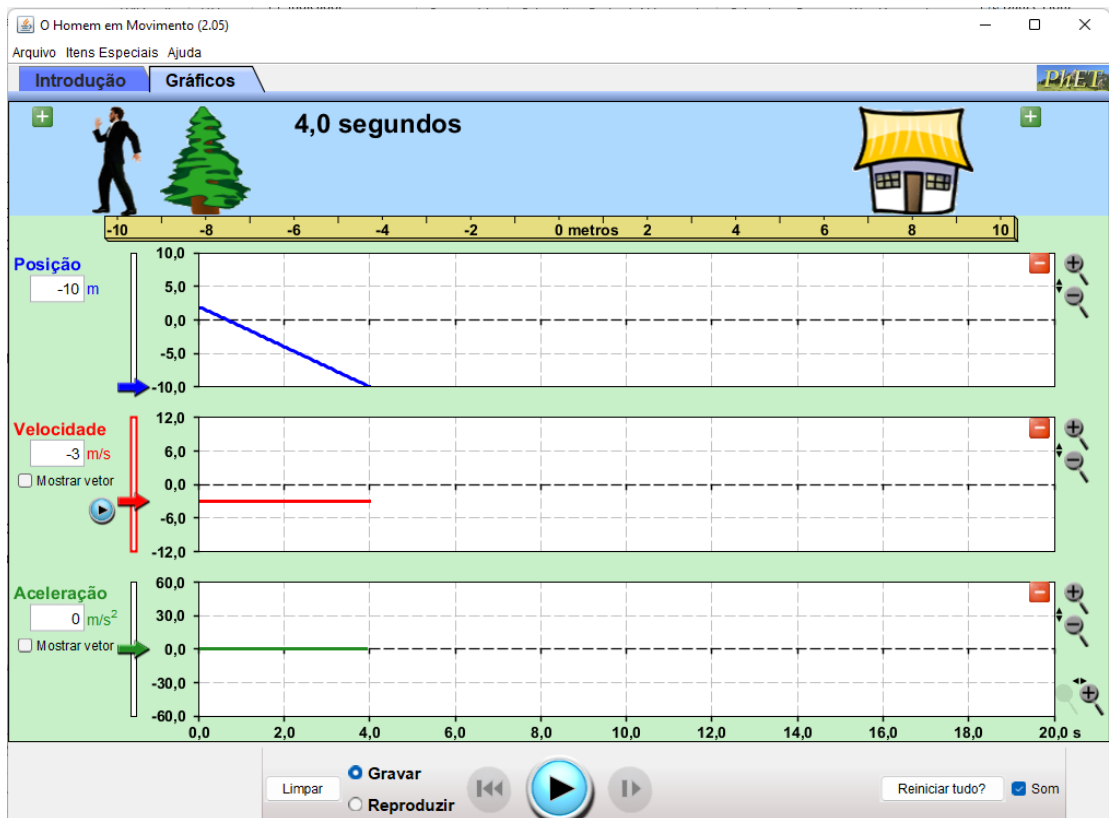 O Homem em Movimento (2.05)
Arquivo Itens Especiais Ajuda
Introdução Gráficos
PhET
4,0 segundos
-10 -8 -6 -4 -2 0 metros 2 4 6 8 10
Posição
-10 m
10,0
5,0
0,0
-5,0
-10,0
Velocidade
-3 m/s
Mostrar vetor
12,0
6,0
0,0
-6,0
-12,0
Aceleração
0 m/s²
Mostrar vetor
60,0
30,0
0,0
-30,0
-60,0
0,0 2,0 4,0 6,0 8,0 10,0 12,0 14,0 16,0 18,0 20,0 s
Limpar
Gravar
Reproduzir
Reiniciar tudo?
Som